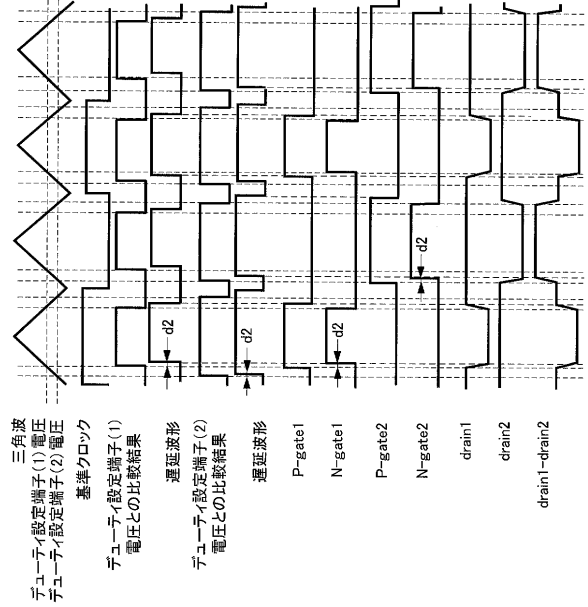 三角波
デューティ設定端子(1)電圧
デューティ設定端子(2)電圧
基準クロック
デューティ設定端子(1)
電圧との比較結果
遅延波形
d2
デューティ設定端子(2)
電圧との比較結果
遅延波形
d2
P-gate1
N-gate1
d2
P-gate2
N-gate2
d2
drain1
drain2
drain1-drain2